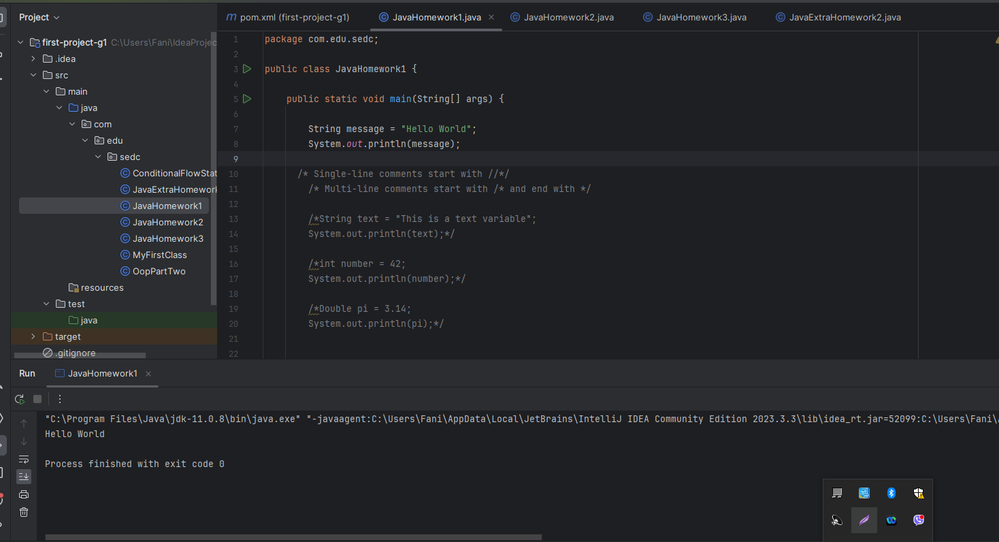 Project
pom.xml (first-project-g1)
JavaHomework1.java
JavaHomework2.java
JavaHomework3.java
JavaExtraHomework2.java
first-project-g1 C:\Users\Fani\IdeaProjec
.idea
src
main
java
com
edu
sedc
ConditionalFlowStat
JavaExtraHomework
JavaHomework1
JavaHomework2
JavaHomework3
MyFirstClass
OopPartTwo
resources
test
java
target
.gitignore
1 package com.edu.sedc;
2
3 public class JavaHomework1 {
4
5 public static void main(String[] args) {
6
7 String message = "Hello World";
8 System.out.println(message);
9
10 /* Single-line comments start with //*/
11 /* Multi-line comments start with /* and end with */
12
13 /*String text = "This is a text variable";
14 System.out.println(text);*/
15
16 /*int number = 42;
17 System.out.println(number);*/
18
19 /*Double pi = 3.14;
20 System.out.println(pi);*/
21
22
Run
JavaHomework1
"C:\Program Files\Java\jdk-11.0.8\bin\java.exe" "-javaagent:C:\Users\Fani\AppData\Local\JetBrains\IntelliJ IDEA Community Edition 2023.3.3\lib\idea_rt.jar=52099:C:\Users\Fani\
Hello World
Process finished with exit code 0